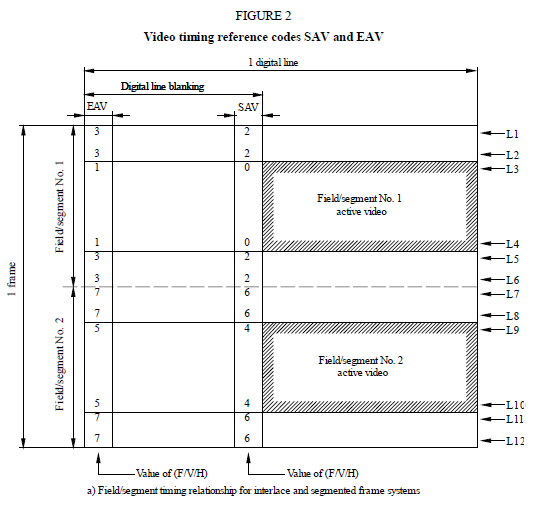 FIGURE 2
Video timing reference codes SAV and EAV
1 digital line
Digital line blanking
EAV SAV
3 2 L1
3 2 L2
1 0 L3
Field/segment No. 1
active video
1 0 L4
3 2 L5
3 2 L6
7 6 L7
7 6 L8
5 4 L9
Field/segment No. 2
active video
5 4 L10
7 6 L11
7 6 L12
1 frame
Field/segment No. 1
Field/segment No. 2
Value of (F/V/H) Value of (F/V/H)
a) Field/segment timing relationship for interlace and segmented frame systems